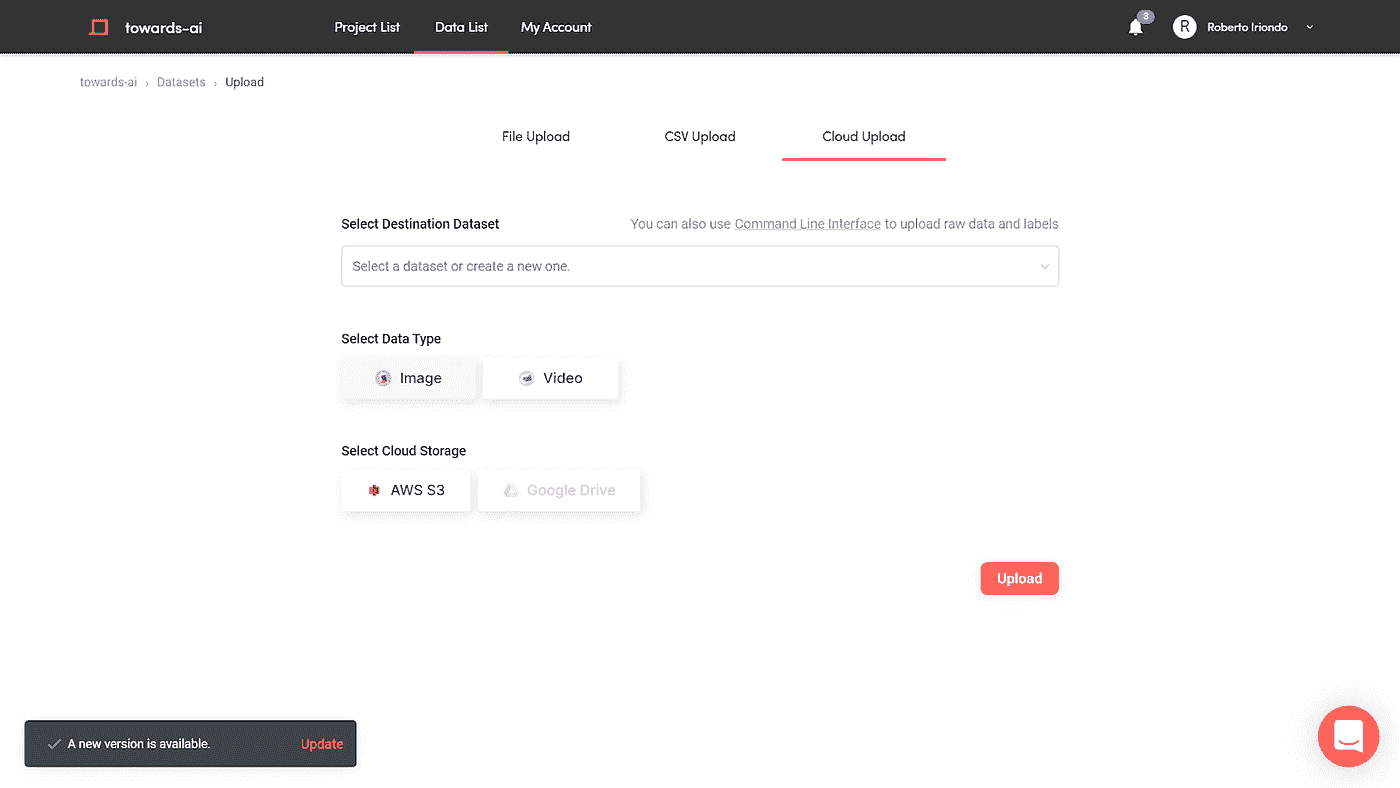 towards-ai Project List Data List My Account 3 R Roberto Iriondo
towards-ai › Datasets › Upload
File Upload CSV Upload Cloud Upload
Select Destination Dataset You can also use Command Line Interface to upload raw data and labels
Select a dataset or create a new one.
Select Data Type
Image Video
Select Cloud Storage
AWS S3 Google Drive
Upload
A new version is available. Update